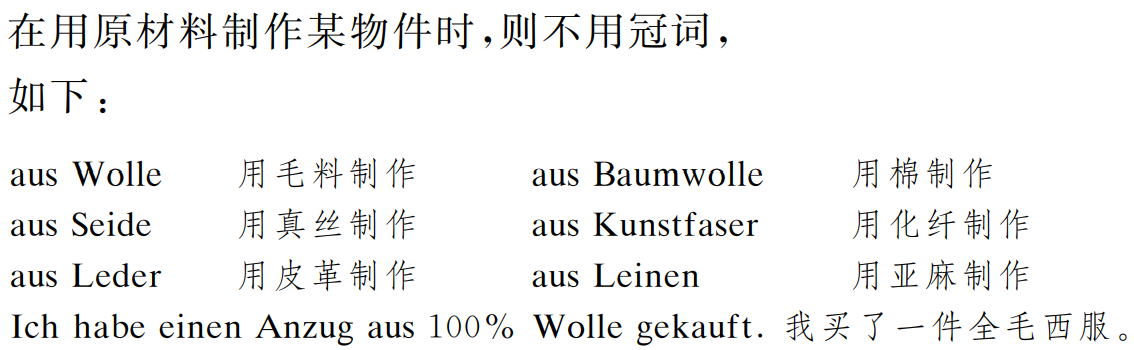 在用原材料制作某物件时，则不用冠词，
如下：
aus Wolle 用毛料制作 aus Baumwolle 用棉制作
aus Seide 用真丝制作 aus Kunstfaser 用化纤制作
aus Leder 用皮革制作 aus Leinen 用亚麻制作
Ich habe einen Anzug aus 100% Wolle gekauft. 我买了一件全毛西服。